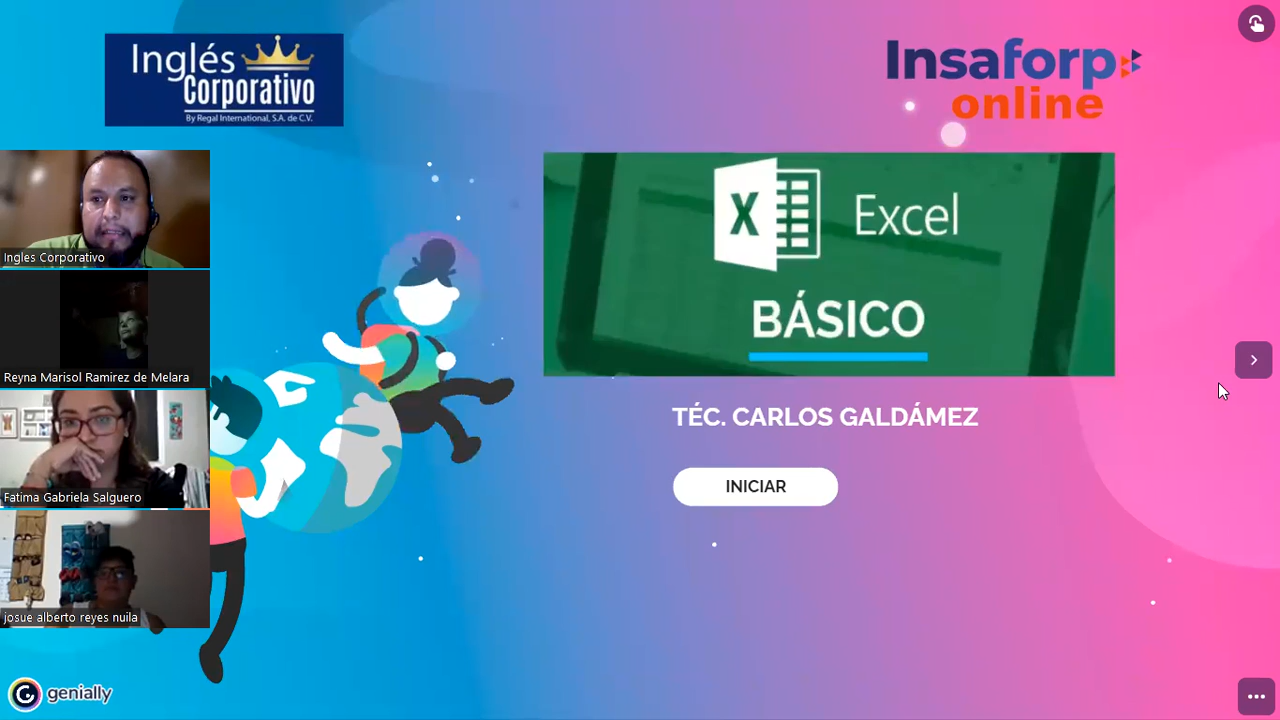 Inglés
Corporativo
By Regal International, S.A. de C.V.
Insaforp
online
Ingles Corporativo
Reyna Marisol Ramirez de Melara
Fatima Gabriela Salguero
josue alberto reyes nuila
X Excel
BÁSICO
TÉC. CARLOS GALDÁMEZ
INICIAR
genially